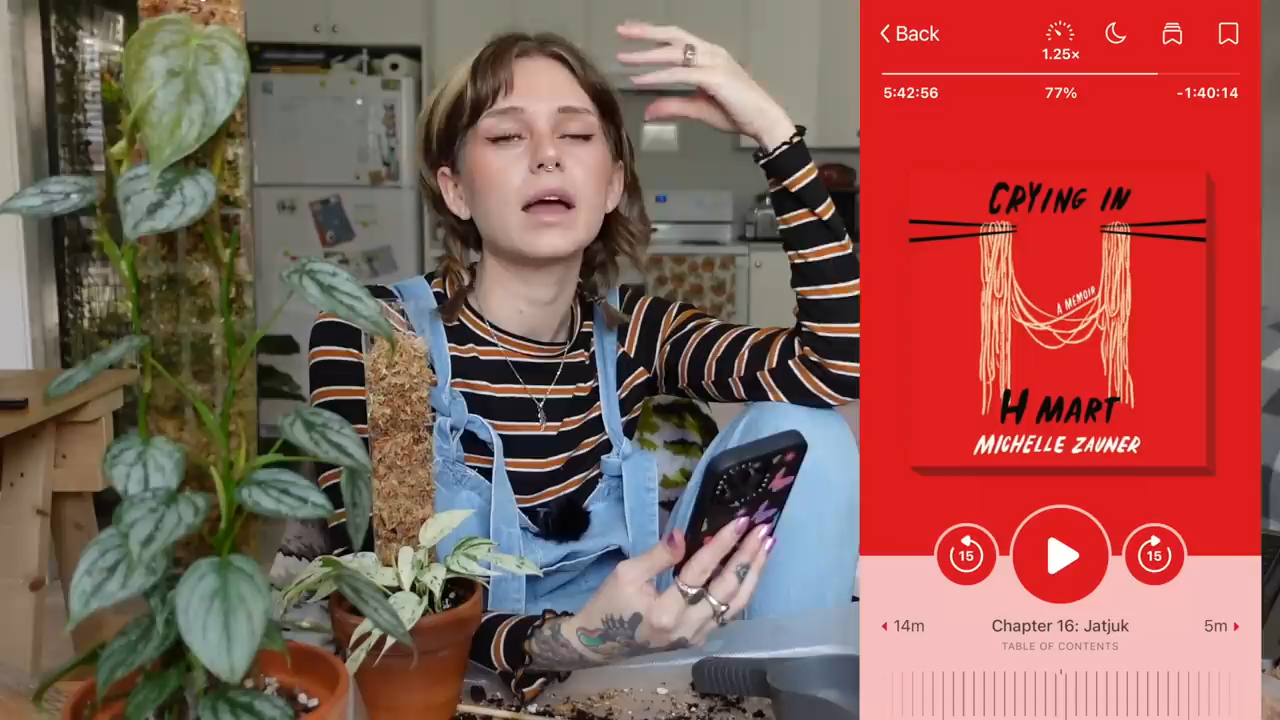 Back
1.25×
5:42:56
77%
-1:40:14
CRYING IN
A MEMOIR
H MART
MICHELLE ZAUNER
15
15
14m
Chapter 16: Jatjuk
5m
TABLE OF CONTENTS